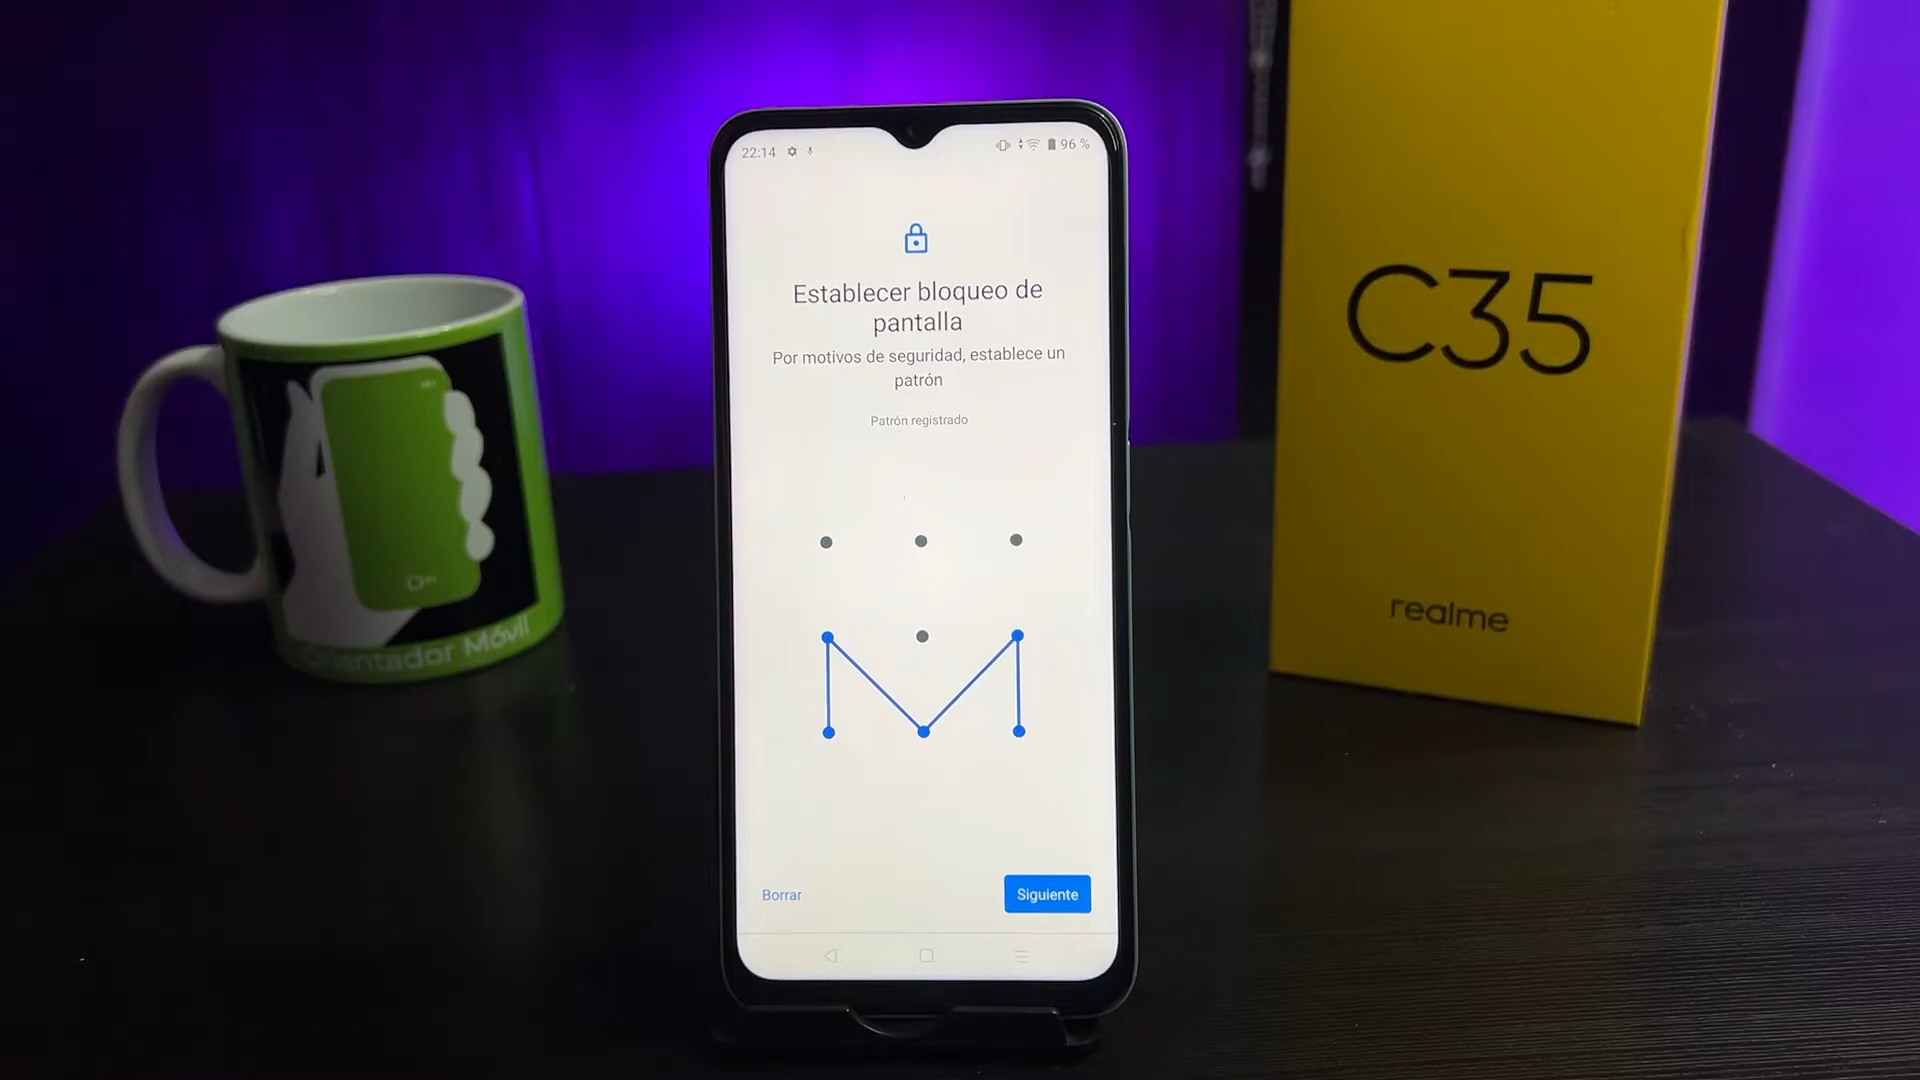 22:14
96 %
Establecer bloqueo de
pantalla
Por motivos de seguridad, establece un
patrón
Patrón registrado
Borrar
Siguiente
Orientador Móvil
C35
realme